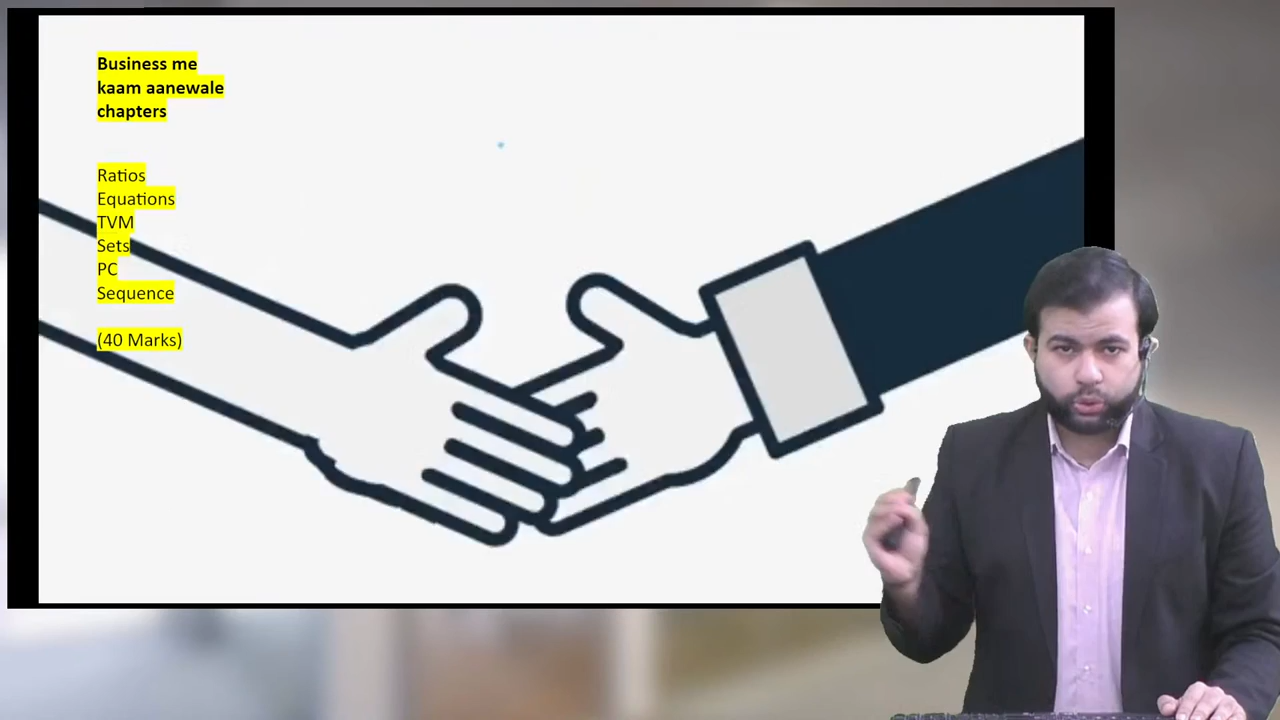 Business me
kaam aanewale
chapters
Ratios
Equations
TVM
Sets
PC
Sequence
(40 Marks)